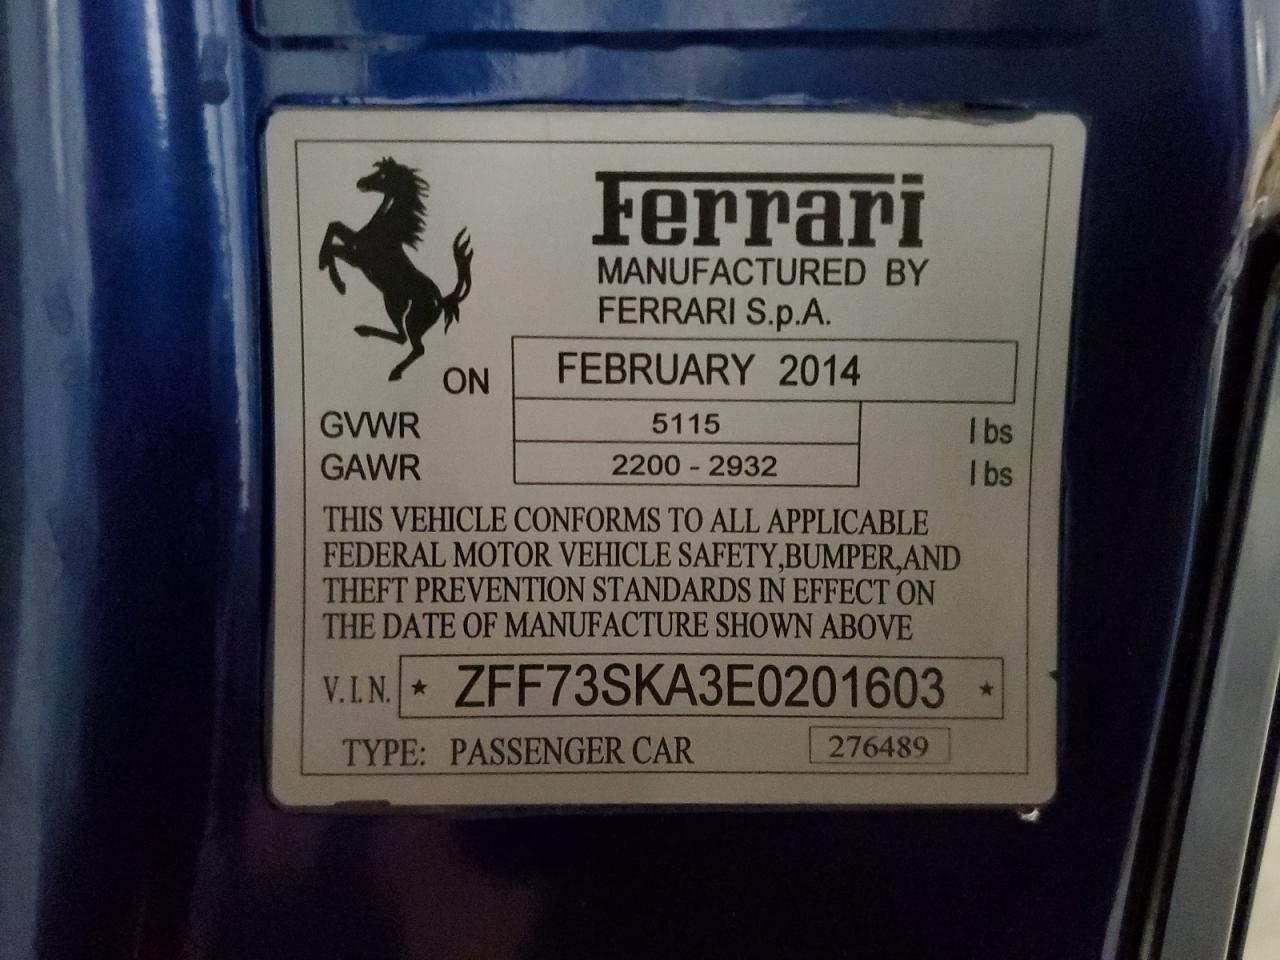 Ferrari
MANUFACTURED BY
FERRARI S.p.A.
ON FEBRUARY 2014
GVWR 5115 lbs
GAWR 2200 - 2932 lbs
THIS VEHICLE CONFORMS TO ALL APPLICABLE
FEDERAL MOTOR VEHICLE SAFETY,BUMPER,AND
THEFT PREVENTION STANDARDS IN EFFECT ON
THE DATE OF MANUFACTURE SHOWN ABOVE
V.I.N. ★ ZFF73SKA3E0201603 ★
TYPE: PASSENGER CAR 276489